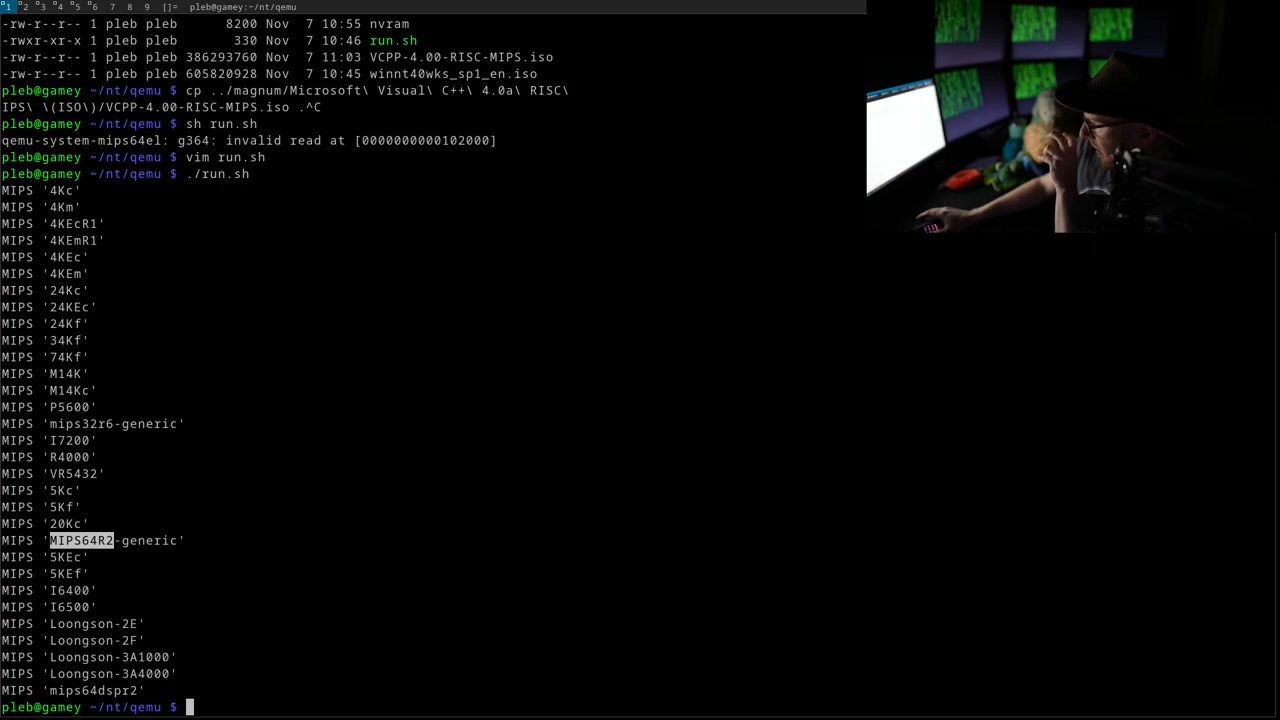 1 2 3 4 5 6 7 8 9 []= pleb@gamey:~/nt/qemu
-rw-r--r-- 1 pleb pleb 8200 Nov 7 10:55 nvram
-rwxr-xr-x 1 pleb pleb 330 Nov 7 10:46 run.sh
-rw-r--r-- 1 pleb pleb 386293760 Nov 7 11:03 VCPP-4.00-RISC-MIPS.iso
-rw-r--r-- 1 pleb pleb 605820928 Nov 7 10:45 winnt40wks_sp1_en.iso
pleb@gamey ~/nt/qemu $ cp ../magnum/Microsoft\ Visual\ C++\ 4.0a\ RISC\
IPS\ \(ISO\)/VCPP-4.00-RISC-MIPS.iso .^C
pleb@gamey ~/nt/qemu $ sh run.sh
qemu-system-mips64el: g364: invalid read at [0000000000102000]
pleb@gamey ~/nt/qemu $ vim run.sh
pleb@gamey ~/nt/qemu $ ./run.sh
MIPS '4Kc'
MIPS '4Km'
MIPS '4KEcR1'
MIPS '4KEmR1'
MIPS '4KEc'
MIPS '4KEm'
MIPS '24Kc'
MIPS '24KEc'
MIPS '24Kf'
MIPS '34Kf'
MIPS '74Kf'
MIPS 'M14K'
MIPS 'M14Kc'
MIPS 'P5600'
MIPS 'mips32r6-generic'
MIPS 'I7200'
MIPS 'R4000'
MIPS 'VR5432'
MIPS '5Kc'
MIPS '5Kf'
MIPS '20Kc'
MIPS 'MIPS64R2-generic'
MIPS '5KEc'
MIPS '5KEf'
MIPS 'I6400'
MIPS 'I6500'
MIPS 'Loongson-2E'
MIPS 'Loongson-2F'
MIPS 'Loongson-3A1000'
MIPS 'Loongson-3A4000'
MIPS 'mips64dspr2'
pleb@gamey ~/nt/qemu $